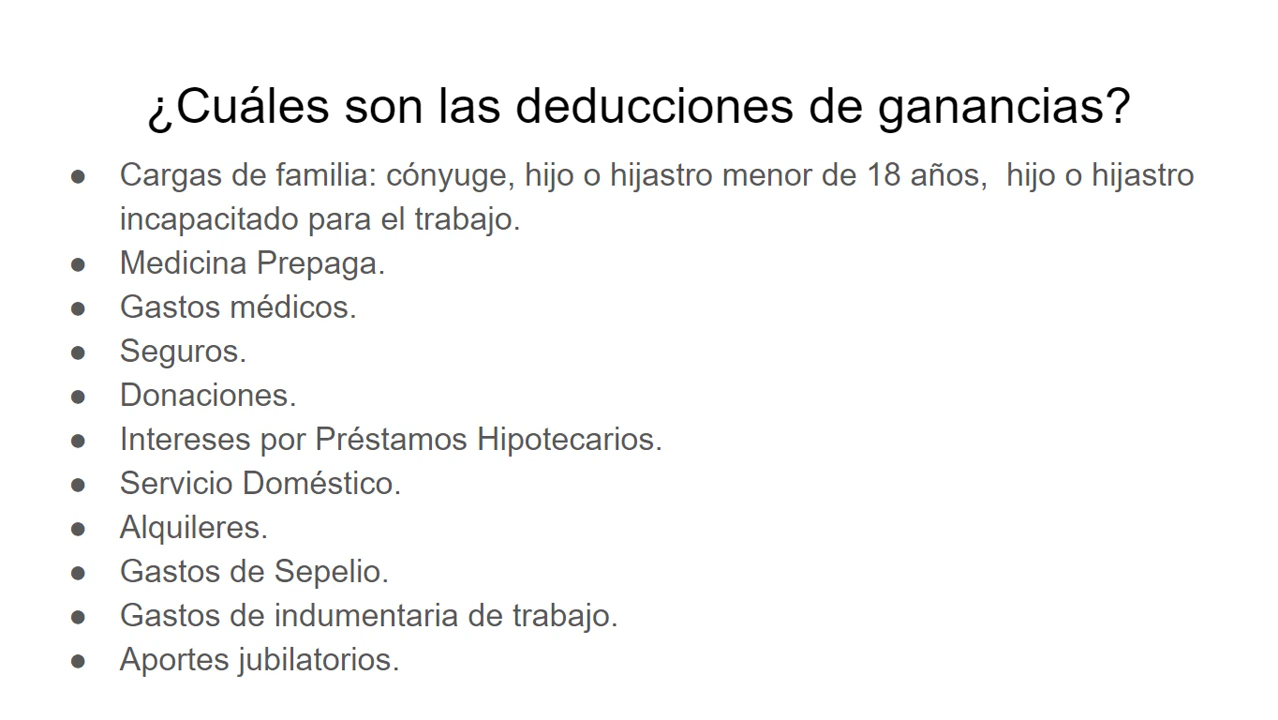 ¿Cuáles son las deducciones de ganancias?
● Cargas de familia: cónyuge, hijo o hijastro menor de 18 años,  hijo o hijastro
incapacitado para el trabajo.
● Medicina Prepaga.
● Gastos médicos.
● Seguros.
● Donaciones.
● Intereses por Préstamos Hipotecarios.
● Servicio Doméstico.
● Alquileres.
● Gastos de Sepelio.
● Gastos de indumentaria de trabajo.
● Aportes jubilatorios.